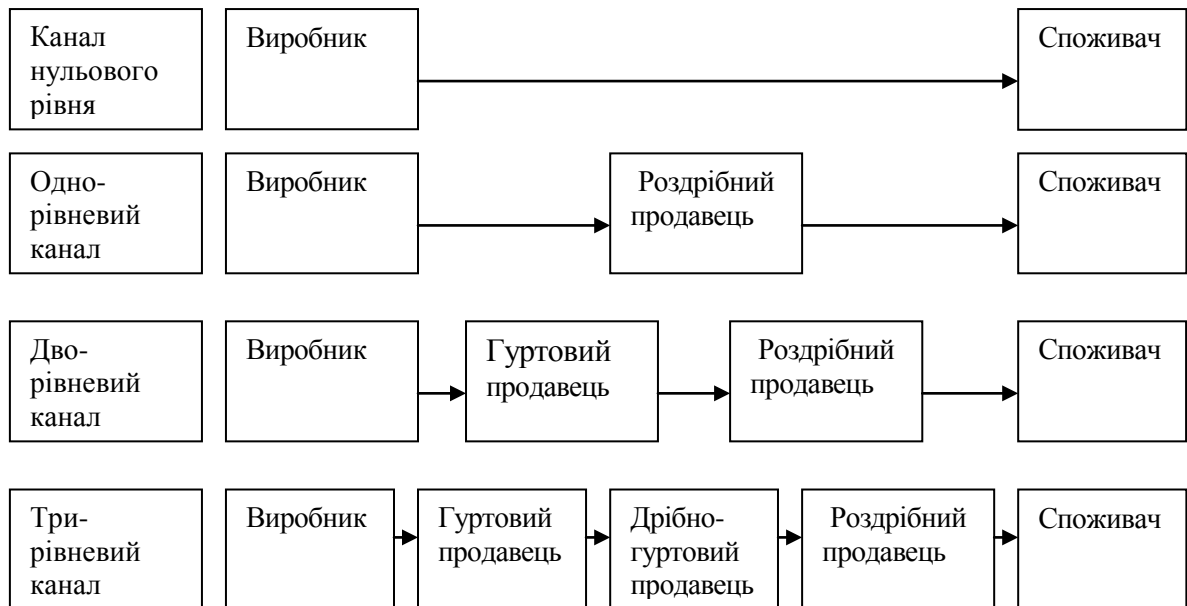 Канал
нульового
рівня
Виробник
Споживач
Одно-
рівневий
канал
Виробник
Роздрібний
продавець
Споживач
Дво-
рівневий
канал
Виробник
Гуртовий
продавець
Роздрібний
продавець
Споживач
Три-
рівневий
канал
Виробник
Гуртовий
продавець
Дрібно-
гуртовий
продавець
Роздрібний
продавець
Споживач